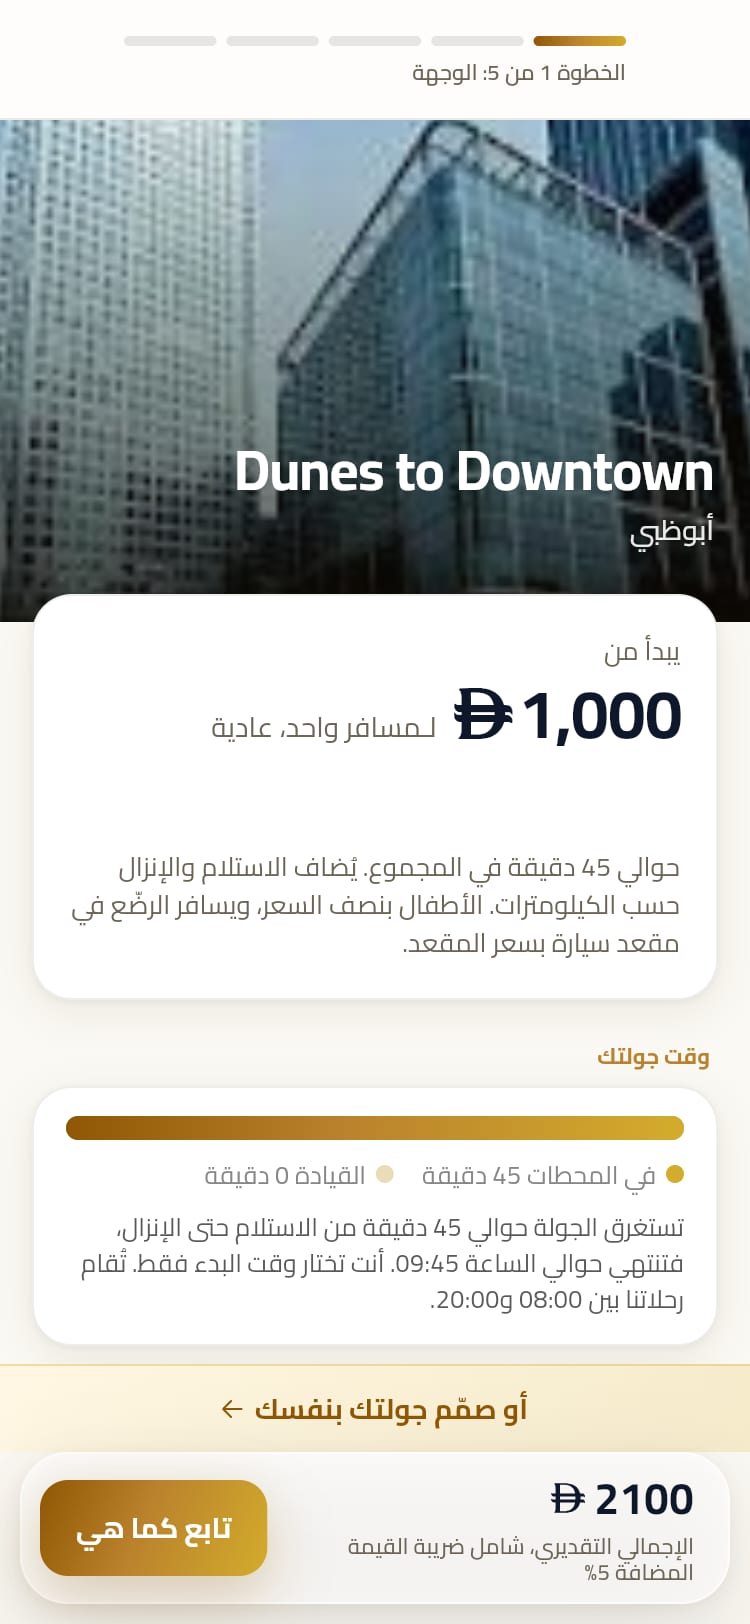 الخطوة 1 من 5: الوجهة
Dunes to Downtown
أبوظبي
يبدأ من
1,000 لـمسافر واحد، عادية
حوالي 45 دقيقة في المجموع. يُضاف الاستلام والإنزال
حسب الكيلومترات. الأطفال بنصف السعر، ويسافر الرضّع في
مقعد سيارة بسعر المقعد.
وقت جولتك
في المحطات 45 دقيقة
القيادة 0 دقيقة
تستغرق الجولة حوالي 45 دقيقة من الاستلام حتى الإنزال،
فتنتهي حوالي الساعة 09:45. أنت تختار وقت البدء فقط. تُقام
رحلاتنا بين 08:00 و20:00.
أو صمّم جولتك بنفسك ←
2100
الإجمالي التقديري، شامل ضريبة القيمة
المضافة 5%
تابع كما هي